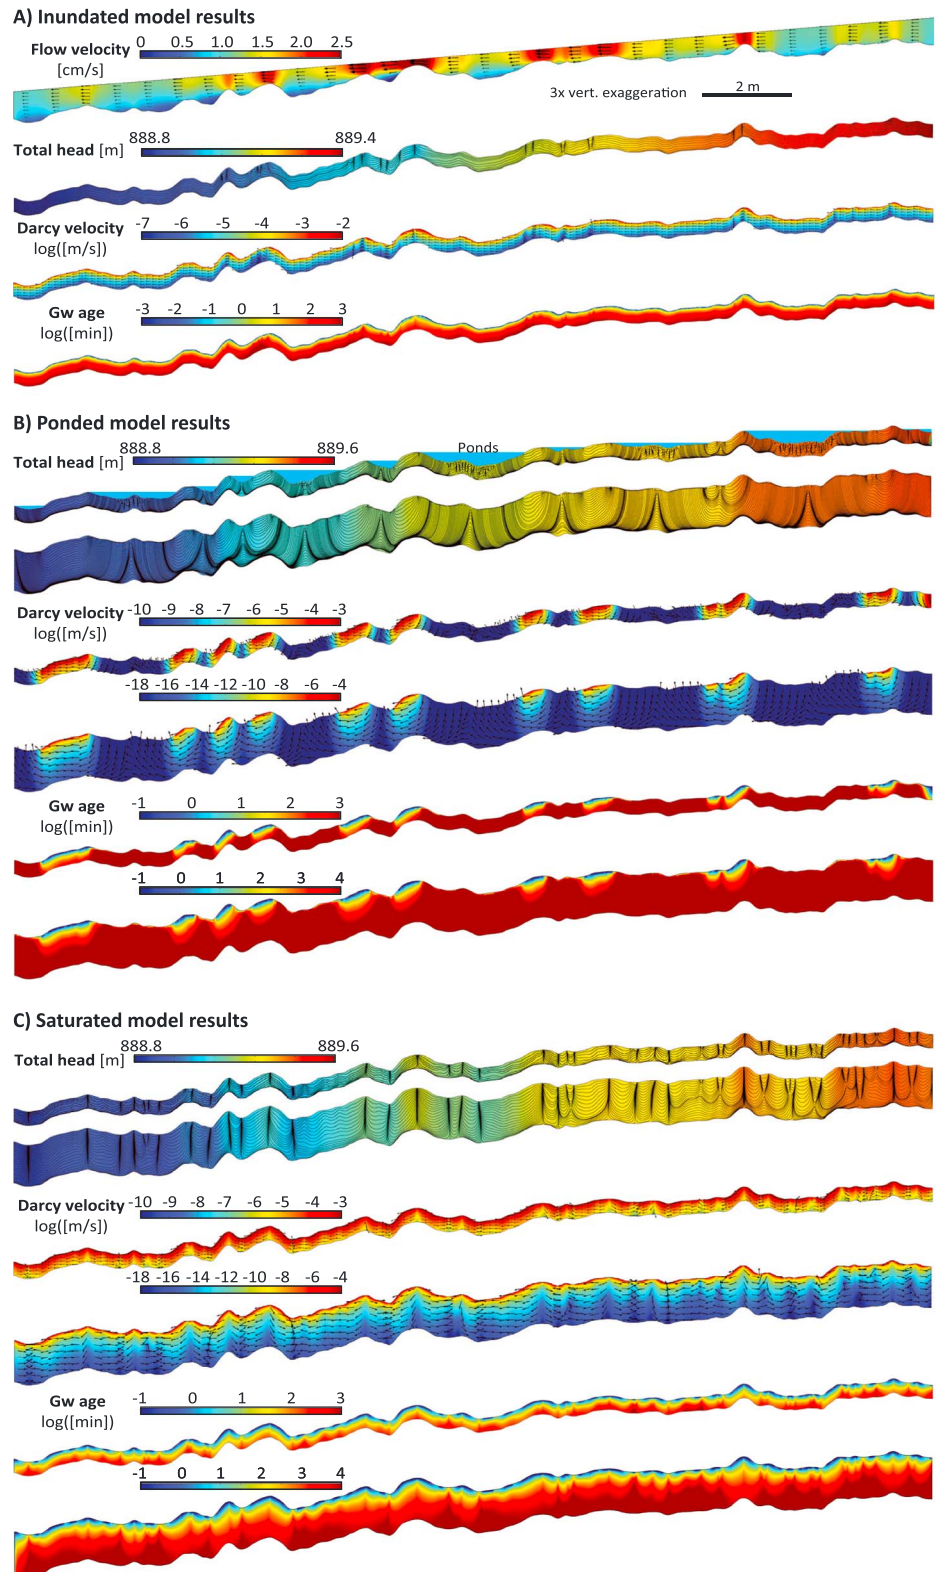 A) Inundated model results
Flow velocity
[cm/s]
0 0.5 1.0 1.5 2.0 2.5
3x vert. exaggeration
2 m
888.8 889.4
Total head [m]
Darcy velocity
log([m/s])
-7 -6 -5 -4 -3 -2
Gw age
log([min])
-3 -2 -1 0 1 2 3
B) Ponded model results
888.8 889.6
Total head [m]
Ponds
Darcy velocity
log([m/s])
-10 -9 -8 -7 -6 -5 -4 -3
-18 -16 -14 -12 -10 -8 -6 -4
Gw age
log([min])
-1 0 1 2 3
-1 0 1 2 3 4
C) Saturated model results
888.8 889.6
Total head [m]
Darcy velocity
log([m/s])
-10 -9 -8 -7 -6 -5 -4 -3
-18 -16 -14 -12 -10 -8 -6 -4
Gw age
log([min])
-1 0 1 2 3
-1 0 1 2 3 4